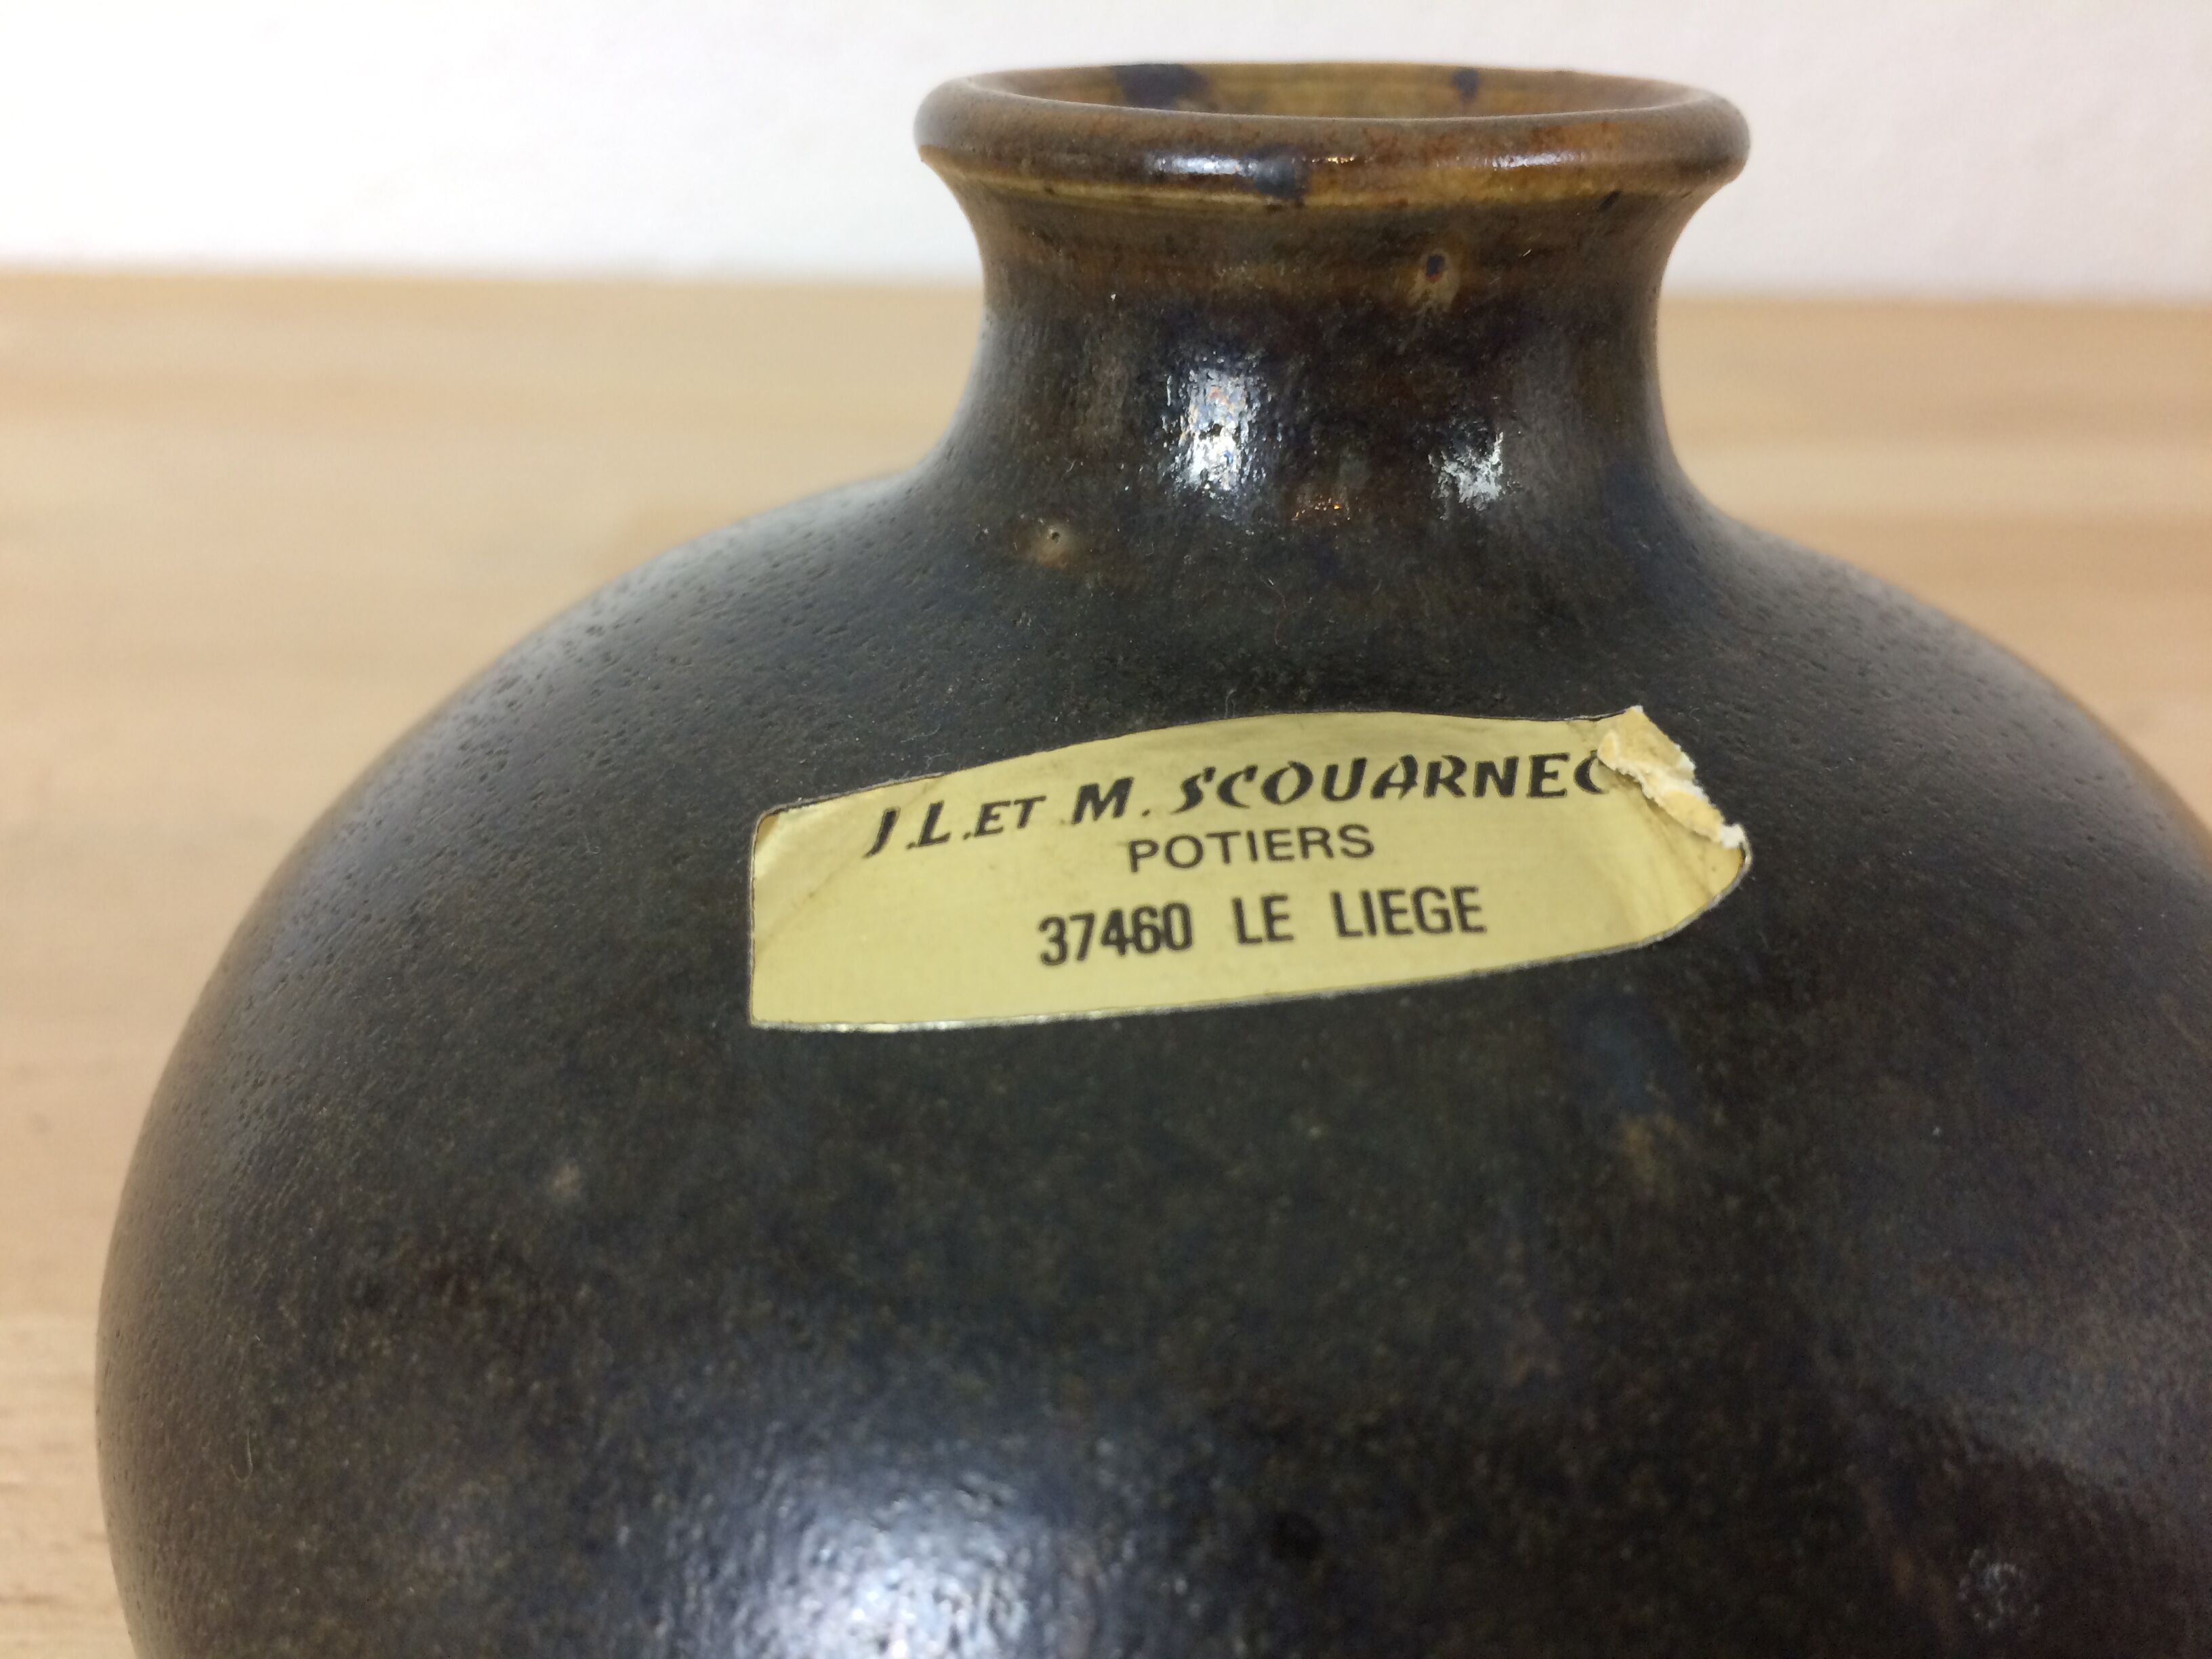 J.L. ET M. SCOUARNEC
POTIERS
37460 LE LIEGE